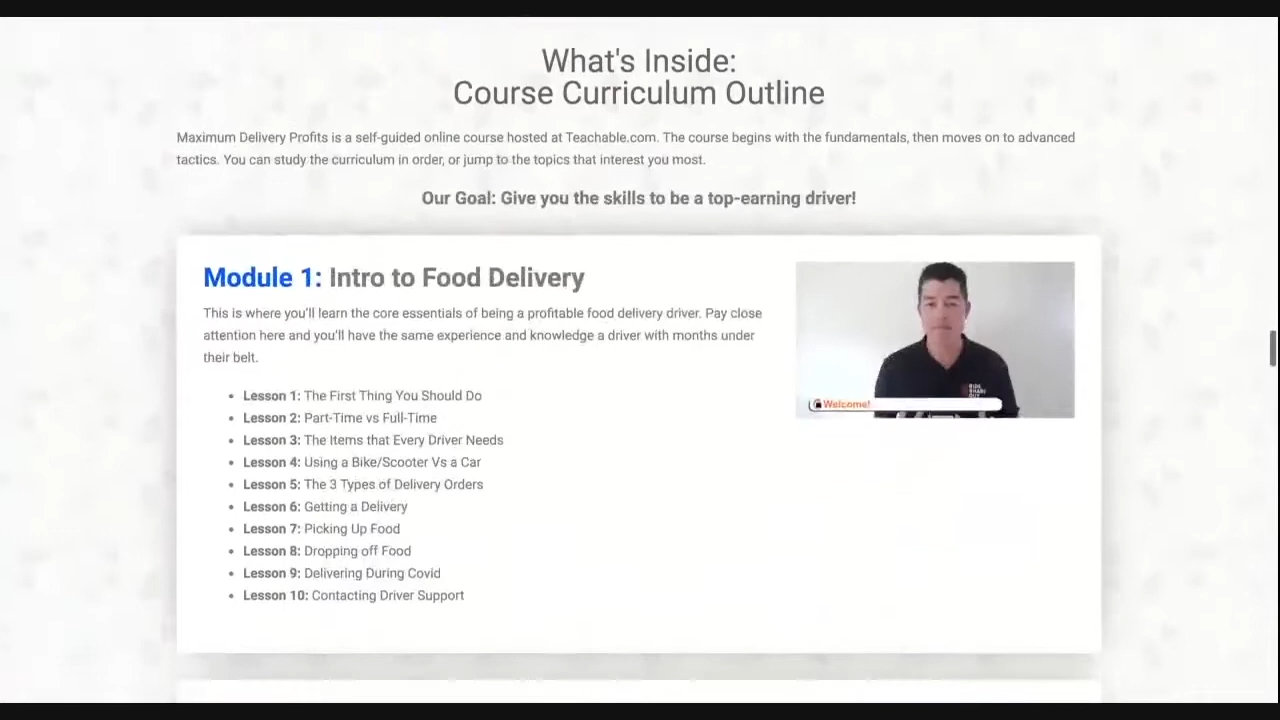 What's Inside:
Course Curriculum Outline
Maximum Delivery Profits is a self-guided online course hosted at Teachable.com. The course begins with the fundamentals, then moves on to advanced
tactics. You can study the curriculum in order, or jump to the topics that interest you most.
Our Goal: Give you the skills to be a top-earning driver!
Module 1: Intro to Food Delivery
This is where you'll learn the core essentials of being a profitable food delivery driver. Pay close
attention here and you'll have the same experience and knowledge a driver with months under
their belt.
• Lesson 1: The First Thing You Should Do
• Lesson 2: Part-Time vs Full-Time
• Lesson 3: The Items that Every Driver Needs
• Lesson 4: Using a Bike/Scooter Vs a Car
• Lesson 5: The 3 Types of Delivery Orders
• Lesson 6: Getting a Delivery
• Lesson 7: Picking Up Food
• Lesson 8: Dropping off Food
• Lesson 9: Delivering During Covid
• Lesson 10: Contacting Driver Support
RIDE
SHARE
GUY
Welcome!